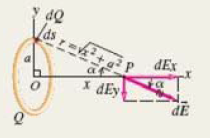 y
dQ
ds
r = √x² + a²
a
α
P
dEx
x
O
x
dEy
α
dE
Q